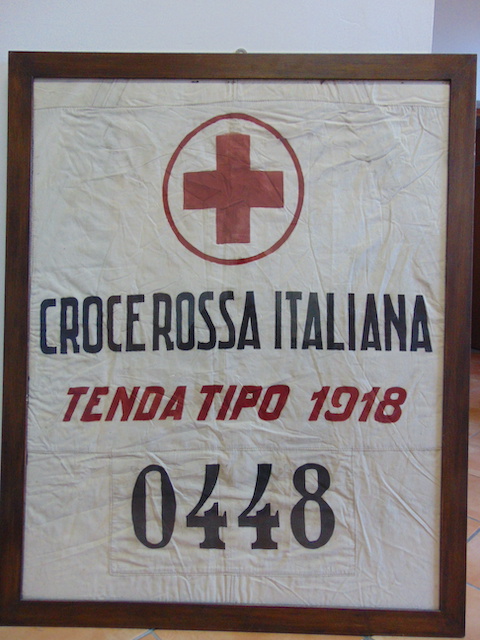 CROCE ROSSA ITALIANA
TENDA TIPO 1918
0448